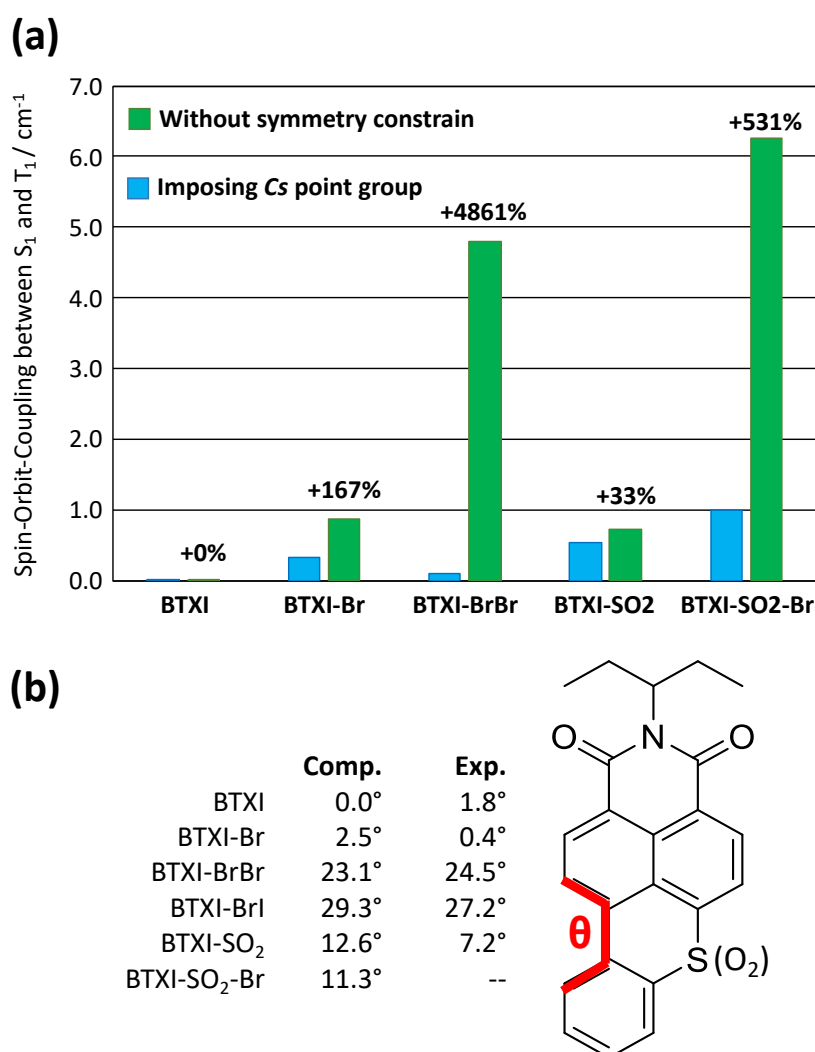 (a)
Spin-Orbit-Coupling between S₁ and T₁ / cm⁻¹
7.0
6.0
5.0
4.0
3.0
2.0
1.0
0.0
Without symmetry constrain
Imposing Cs point group
+0%
+167%
+4861%
+33%
+531%
BTXI BTXI-Br BTXI-BrBr BTXI-SO2 BTXI-SO2-Br
(b)
Comp. Exp.
BTXI 0.0° 1.8°
BTXI-Br 2.5° 0.4°
BTXI-BrBr 23.1° 24.5°
BTXI-BrI 29.3° 27.2°
BTXI-SO₂ 12.6° 7.2°
BTXI-SO₂-Br 11.3° --
O N O
θ
S(O₂)